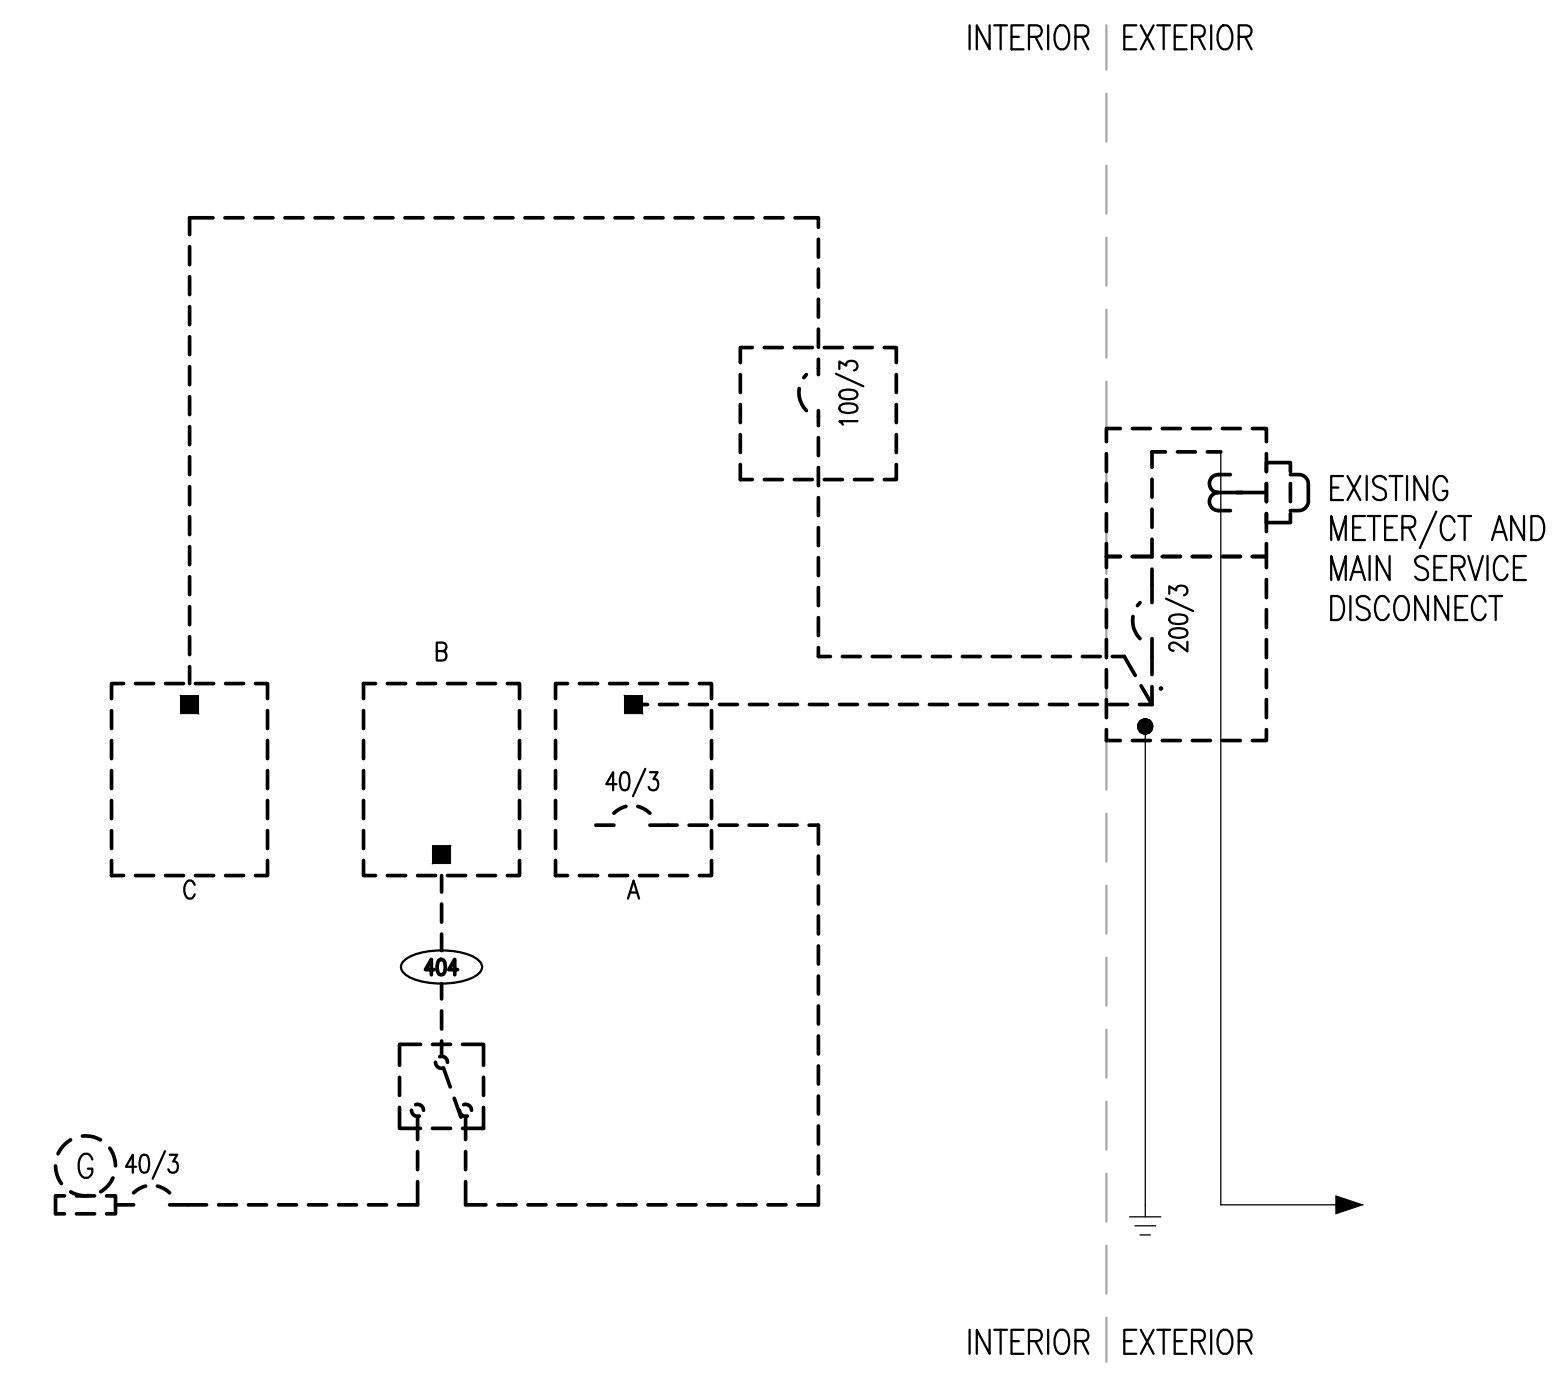 INTERIOR EXTERIOR
100/3
EXISTING
METER/CT AND
MAIN SERVICE
DISCONNECT
200/3
B
40/3
C
A
404
G
40/3
INTERIOR EXTERIOR